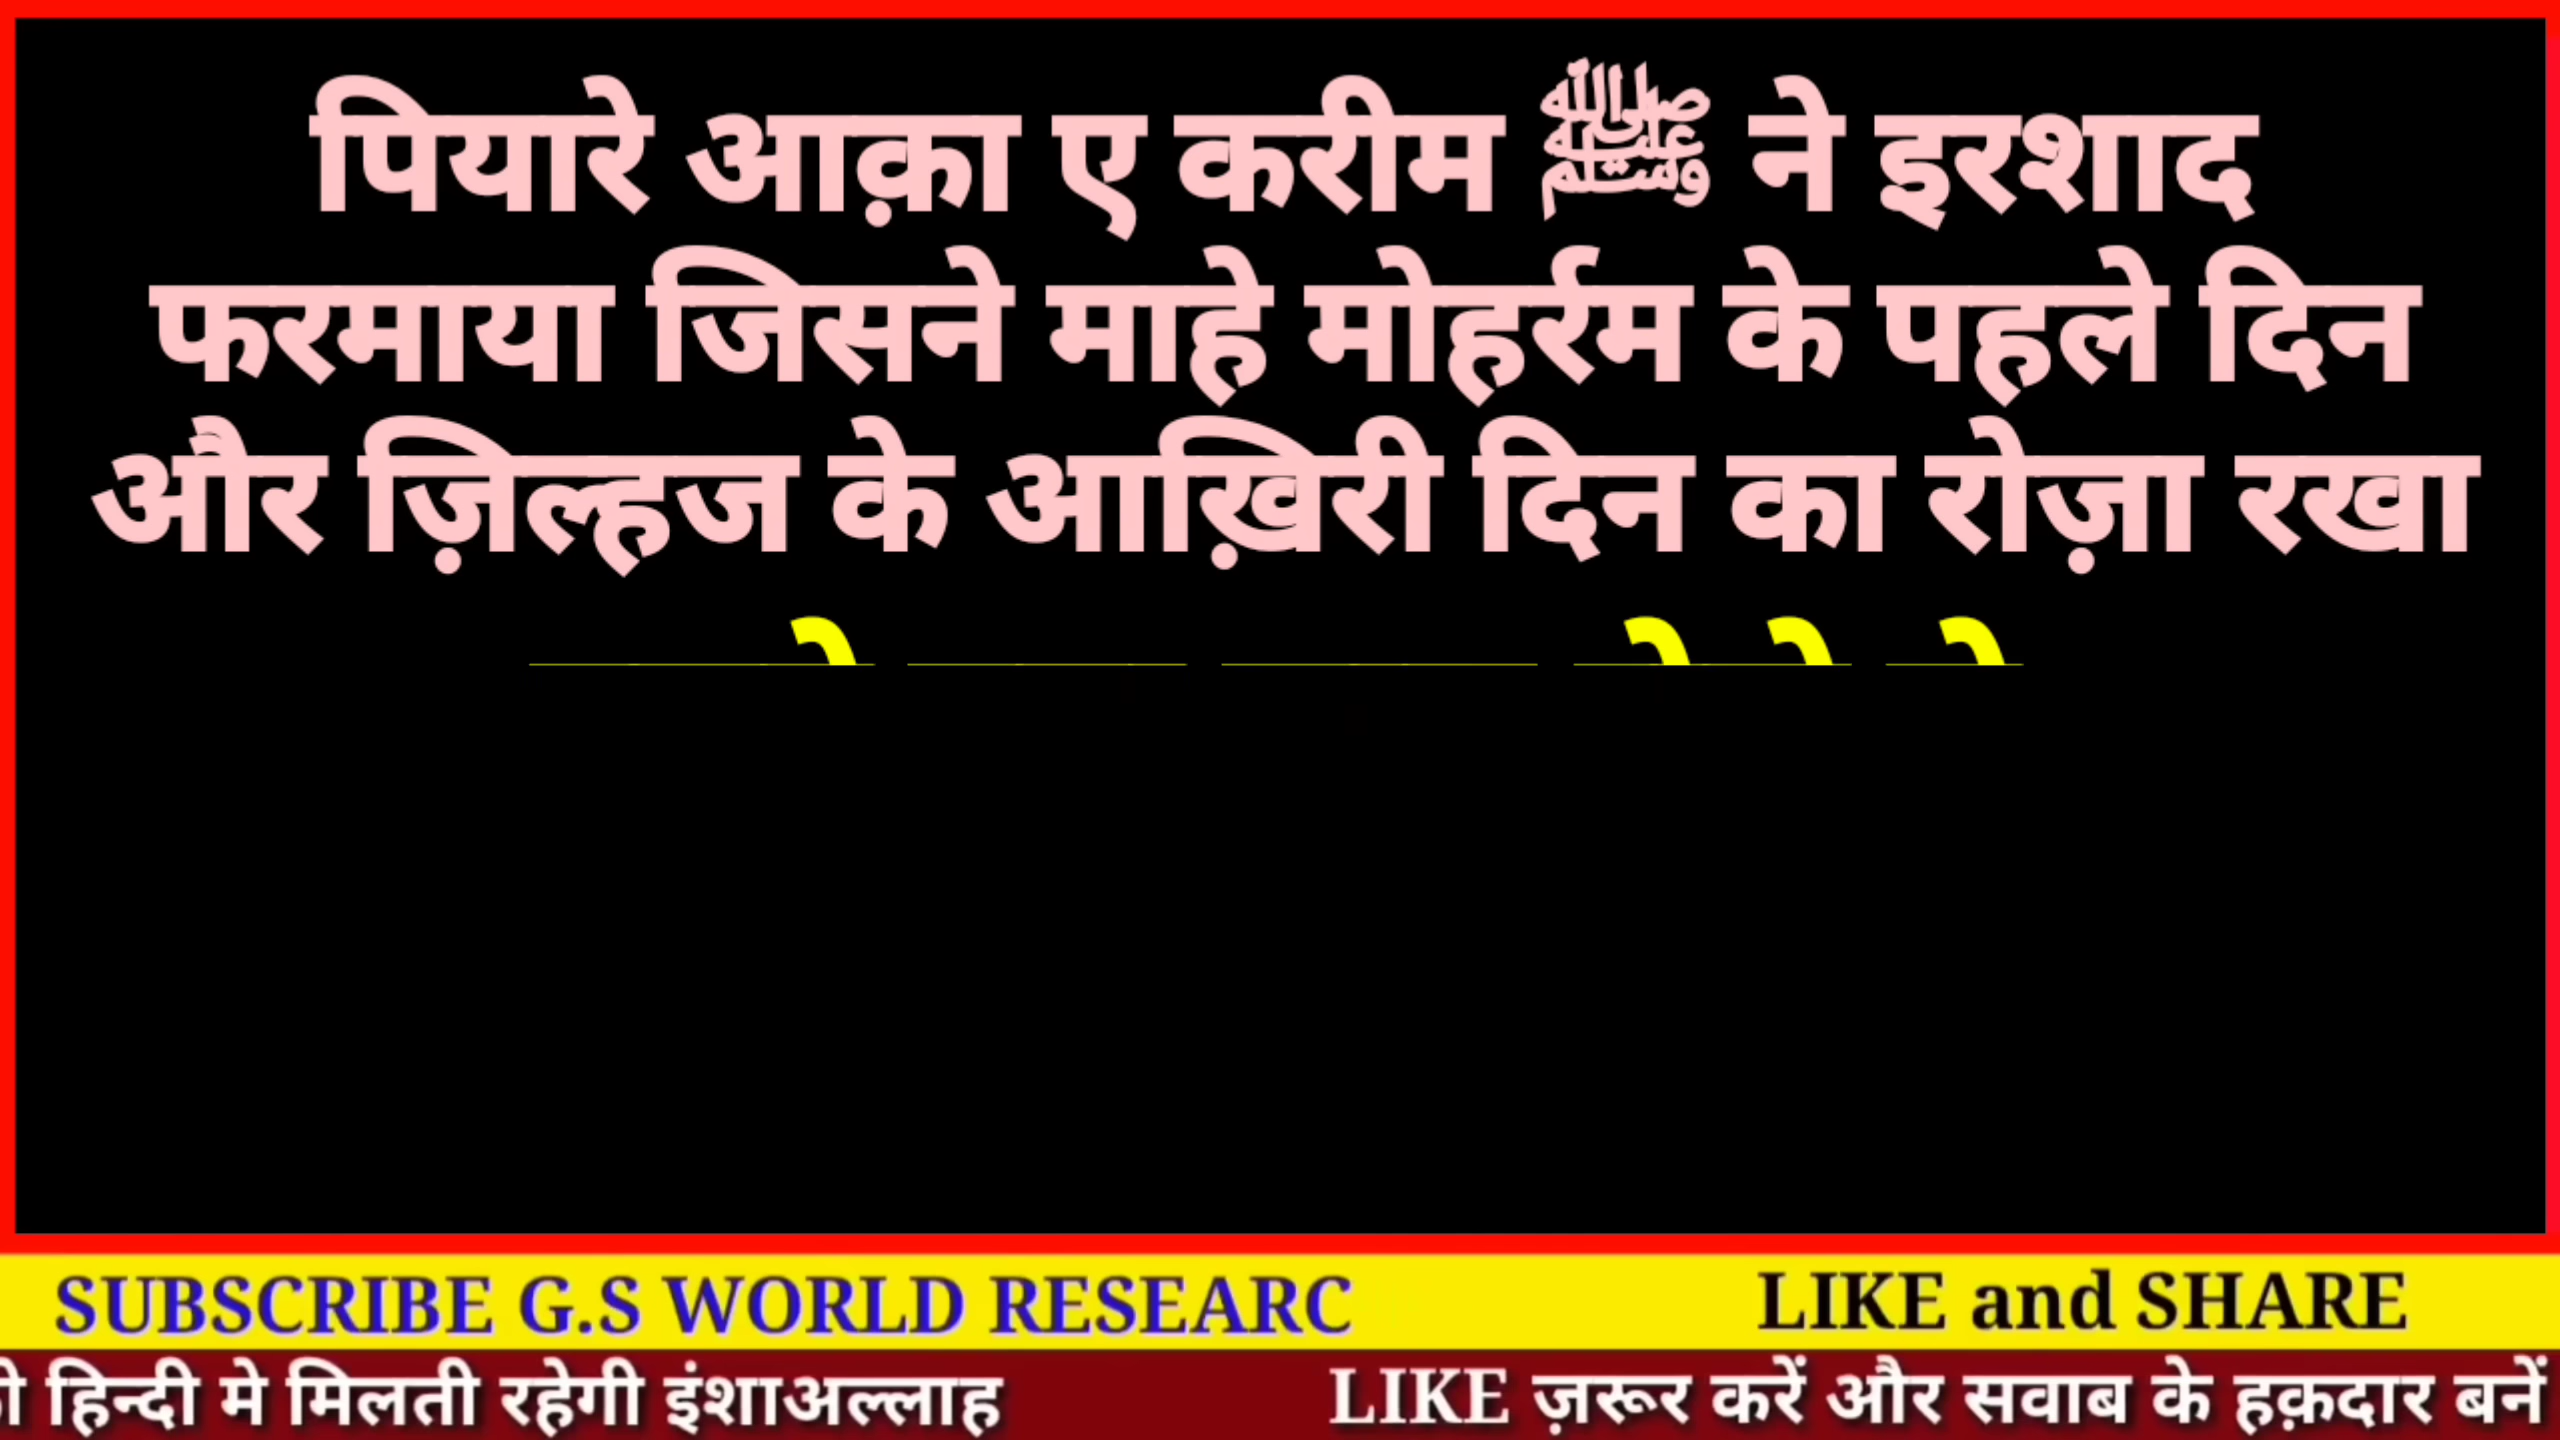 पियारे आक़ा ए करीम ﷺ ने इरशाद
फरमाया जिसने माहे मोहर्रम के पहले दिन
और ज़िल्हज के आख़िरी दिन का रोज़ा रखा
SUBSCRIBE G.S WORLD RESEARC
LIKE and SHARE
हिन्दी मे मिलती रहेगी इंशाअल्लाह
LIKE ज़रूर करें और सवाब के हक़दार बनें